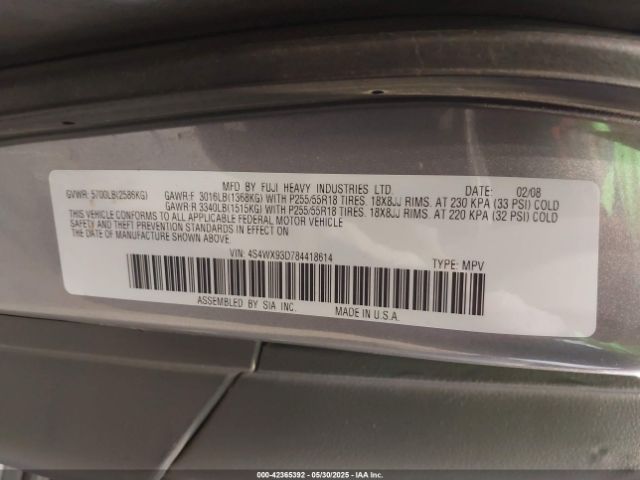 MFD BY FUJI HEAVY INDUSTRIES LTD. 02/08
GVWR: 5700LB(2586KG) GAWR:F 3016LB(1368KG) WITH P255/55R18 TIRES. 18X8JJ RIMS. AT 230 KPA (33 PSI) COLD
GAWR:R 3340LB(1515KG) WITH P255/55R18 TIRES. 18X8JJ RIMS. AT 220 KPA (32 PSI) COLD
THIS VEHICLE CONFORMS TO ALL APPLICABLE FEDERAL MOTOR VEHICLE
SAFETY AND THEFT PREVENTION STANDARDS IN EFFECT ON
THE DATE OF MANUFACTURE SHOWN ABOVE.
VIN: 4S4WX93D784418614 TYPE: MPV
ASSEMBLED BY SIA INC. MADE IN U.S.A.
000-42365392 - 05/30/2025 - IAAI.COM